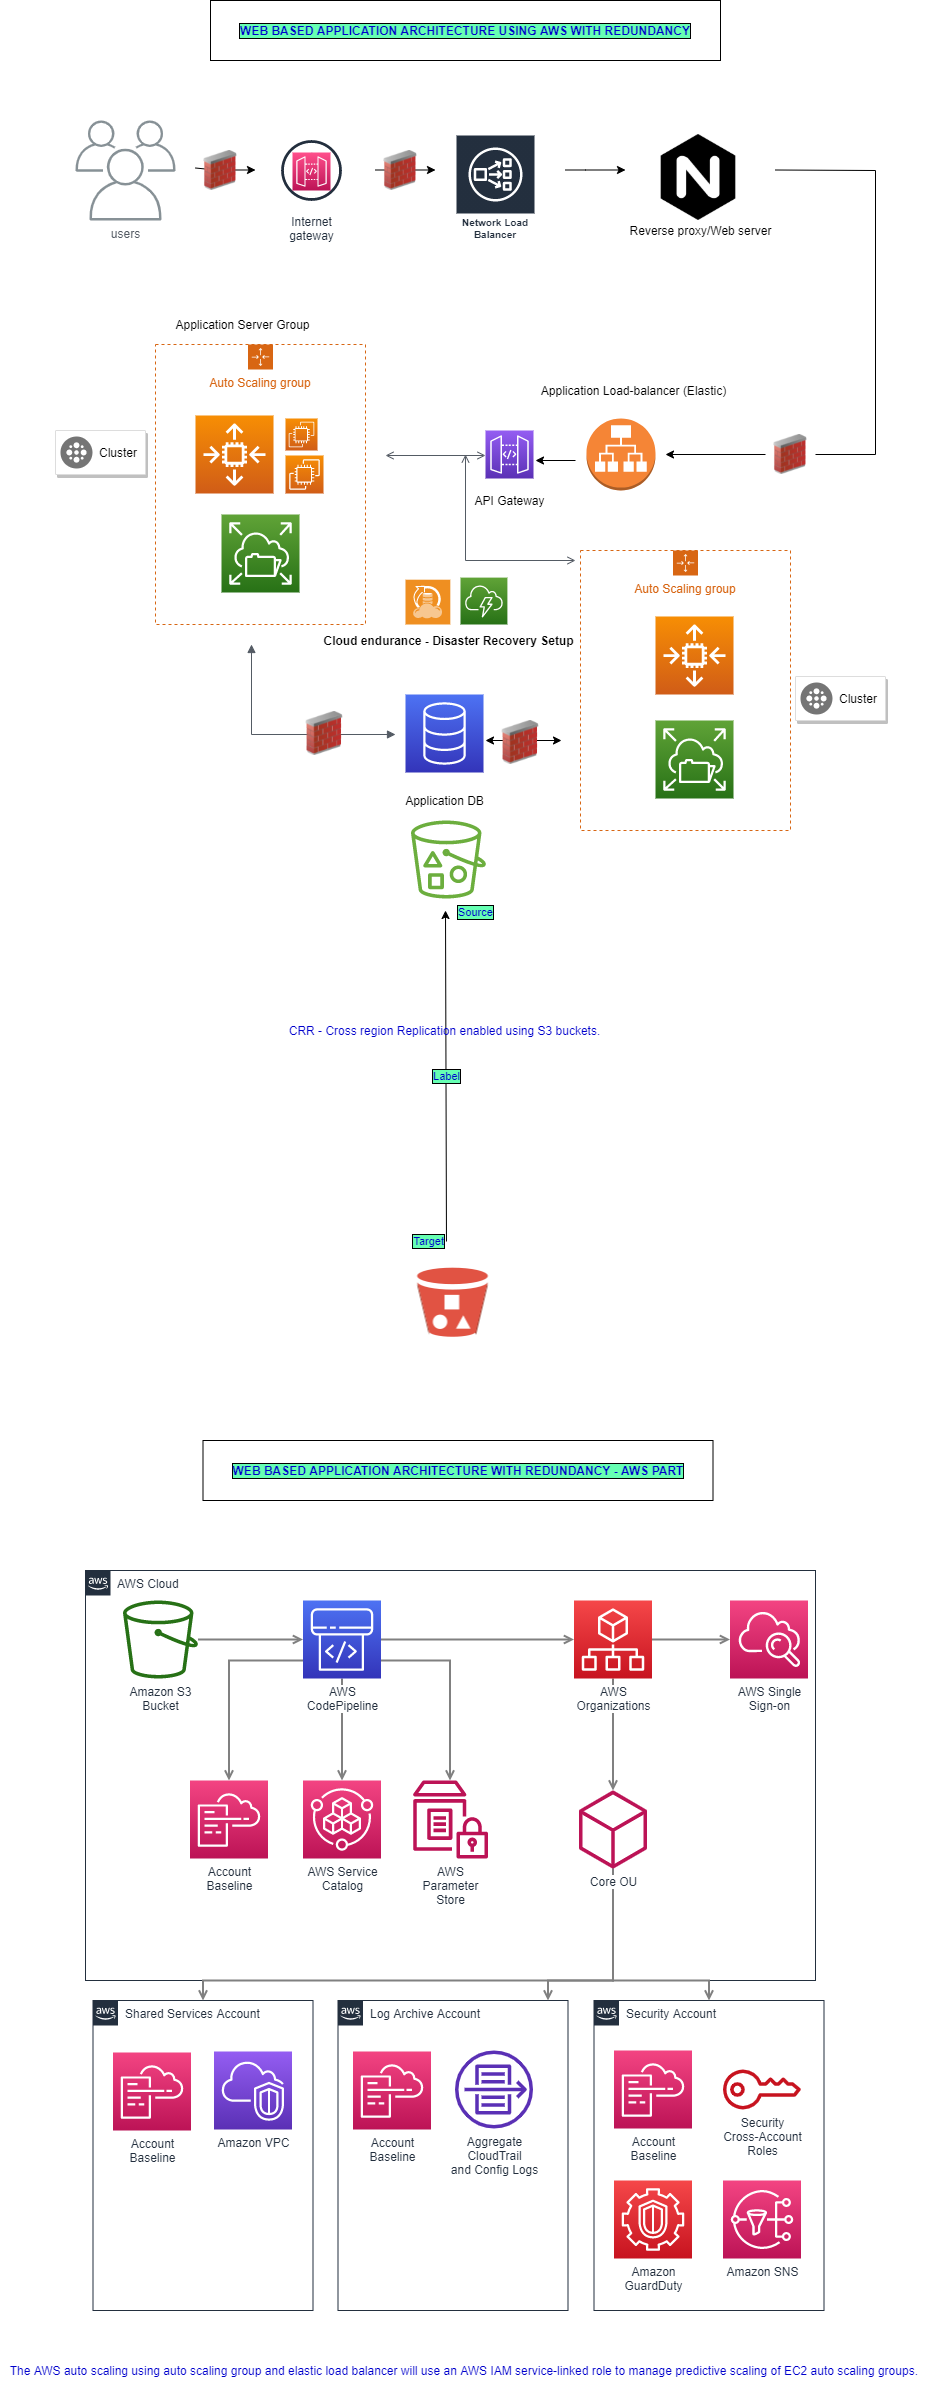 WEB BASED APPLICATION ARCHITECTURE USING AWS WITH REDUNDANCY
users
Internet
gateway
Network Load
Balancer
Reverse proxy/Web server
Application Server Group
Auto Scaling group
Cluster
Application Load-balancer (Elastic)
API Gateway
Auto Scaling group
Cloud endurance - Disaster Recovery Setup
Cluster
Application DB
Source
CRR - Cross region Replication enabled using S3 buckets.
Label
Target
WEB BASED APPLICATION ARCHITECTURE WITH REDUNDANCY - AWS PART
aws
AWS Cloud
Amazon S3
Bucket
AWS
CodePipeline
AWS
Organizations
AWS Single
Sign-on
Account
Baseline
AWS Service
Catalog
AWS
Parameter
Store
Core OU
aws
Shared Services Account
Account
Baseline
Amazon VPC
aws
Log Archive Account
Account
Baseline
Aggregate
CloudTrail
and Config Logs
aws
Security Account
Account
Baseline
Security
Cross-Account
Roles
Amazon
GuardDuty
Amazon SNS
The AWS auto scaling using auto scaling group and elastic load balancer will use an AWS IAM service-linked role to manage predictive scaling of EC2 auto scaling groups.